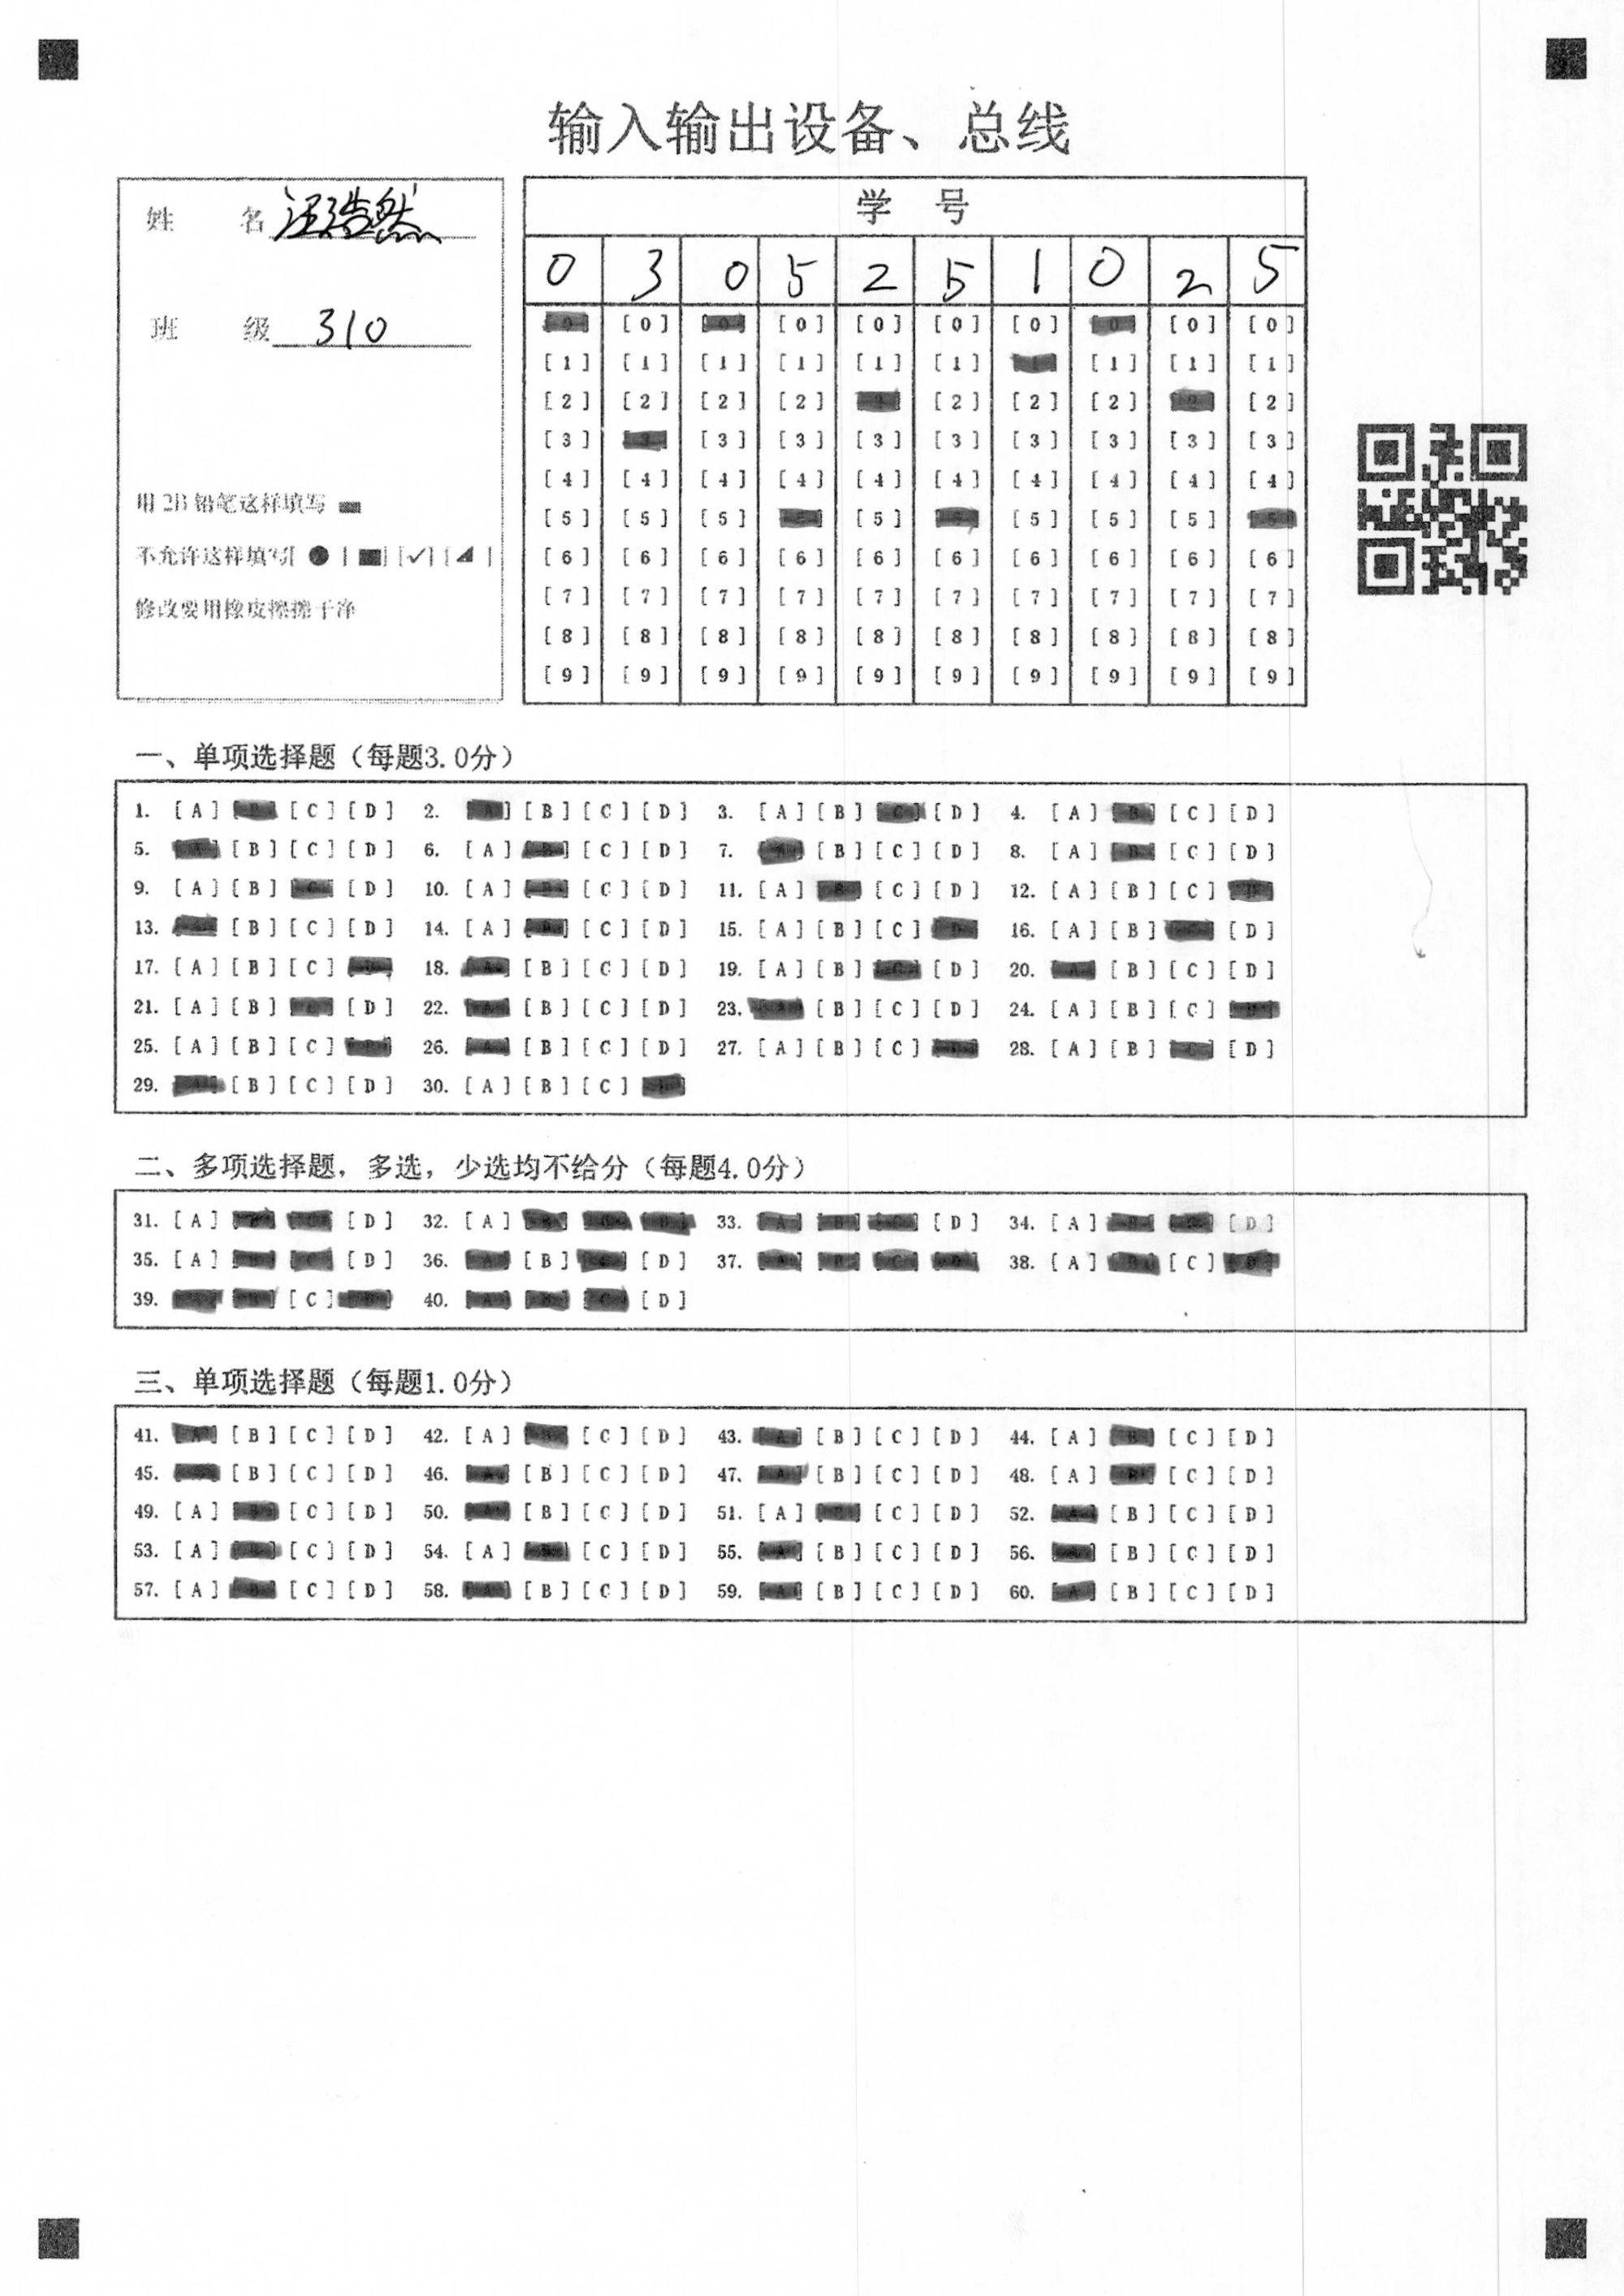 输入输出设备、总线
姓 名 汪浩然
班 级 310
用2B铅笔这样填写
不允许这样填写[ ● ] [■] [✓] [◢ ]
修改要用橡皮擦擦干净
学 号
0 3 0 5 2 5 1 0 2 5
[0] [0] [0] [0] [0] [0] [0]
[1] [1] [1] [1] [1] [1] [1] [1] [1]
[2] [2] [2] [2] [2] [2] [2] [2]
[3] [3] [3] [3] [3] [3] [3] [3] [3]
[4] [4] [4] [4] [4] [4] [4] [4] [4] [4]
[5] [5] [5] [5] [5] [5] [5]
[6] [6] [6] [6] [6] [6] [6] [6] [6] [6]
[7] [7] [7] [7] [7] [7] [7] [7] [7] [7]
[8] [8] [8] [8] [8] [8] [8] [8] [8] [8]
[9] [9] [9] [9] [9] [9] [9] [9] [9] [9]
一、单项选择题（每题3.0分）
1. [A] [C] [D] 2. [B] [C] [D] 3. [A] [B] [D] 4. [A] [C] [D]
5. [B] [C] [D] 6. [A] [C] [D] 7. [B] [C] [D] 8. [A] [C] [D]
9. [A] [B] [D] 10. [A] [C] [D] 11. [A] [C] [D] 12. [A] [B] [C]
13. [B] [C] [D] 14. [A] [C] [D] 15. [A] [B] [C] 16. [A] [B] [D]
17. [A] [B] [C] 18. [B] [C] [D] 19. [A] [B] [D] 20. [B] [C] [D]
21. [A] [B] [D] 22. [B] [C] [D] 23. [B] [C] [D] 24. [A] [B] [C]
25. [A] [B] [C] 26. [B] [C] [D] 27. [A] [B] [C] 28. [A] [B] [D]
29. [B] [C] [D] 30. [A] [B] [C]
二、多项选择题，多选，少选均不给分（每题4.0分）
31. [A] [D] 32. [A] 33. [D] 34. [A] [D]
35. [A] [D] 36. [B] [D] 37. 38. [A] [C]
39. [C] 40. [D]
三、单项选择题（每题1.0分）
41. [B] [C] [D] 42. [A] [C] [D] 43. [B] [C] [D] 44. [A] [C] [D]
45. [B] [C] [D] 46. [B] [C] [D] 47. [B] [C] [D] 48. [A] [C] [D]
49. [A] [C] [D] 50. [B] [C] [D] 51. [A] [C] [D] 52. [B] [C] [D]
53. [A] [C] [D] 54. [A] [C] [D] 55. [B] [C] [D] 56. [B] [C] [D]
57. [A] [C] [D] 58. [B] [C] [D] 59. [B] [C] [D] 60. [B] [C] [D]